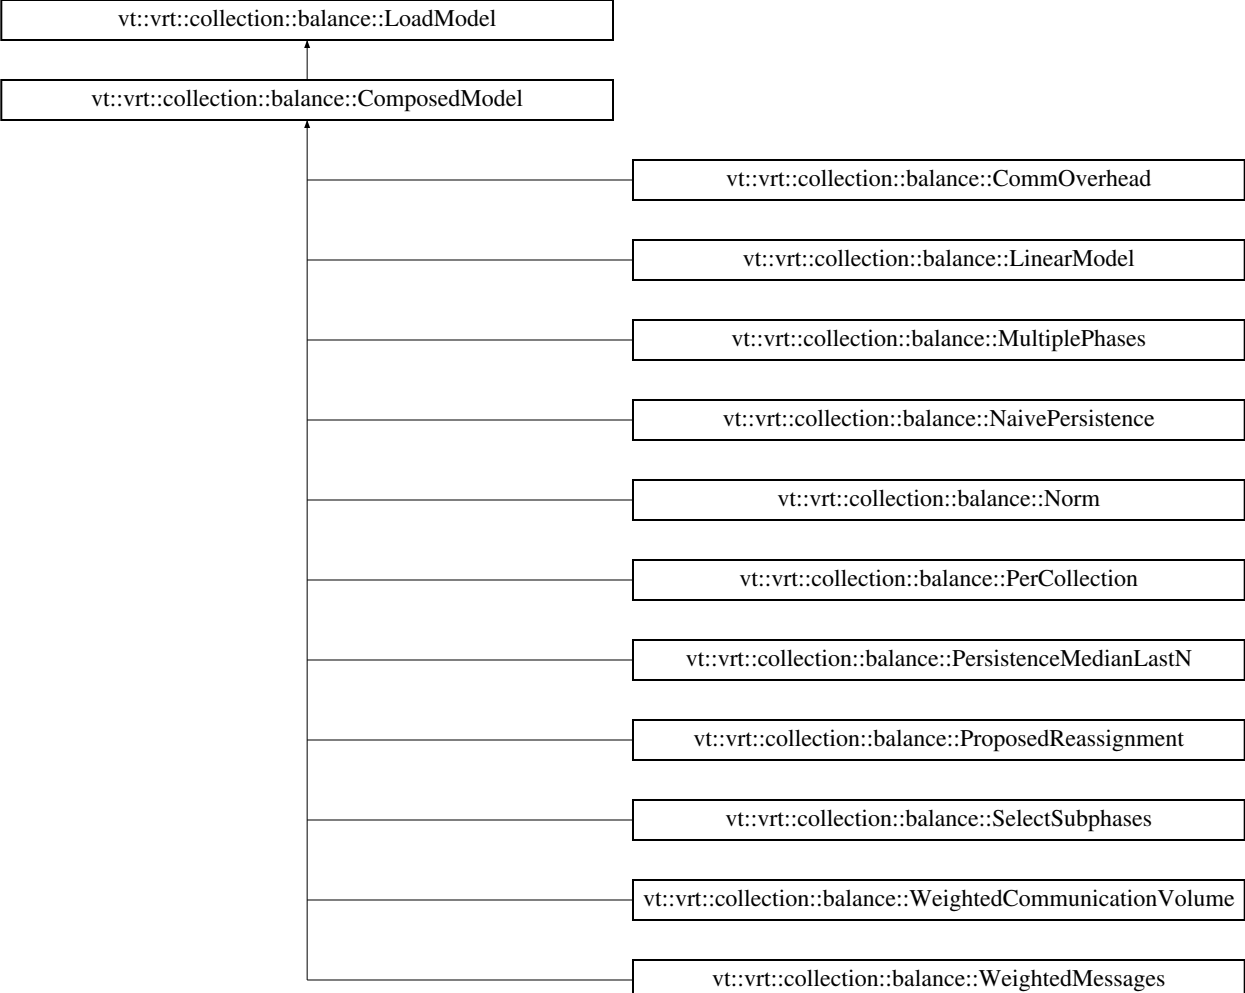 vt::vrt::collection::balance::LoadModel
vt::vrt::collection::balance::ComposedModel
vt::vrt::collection::balance::CommOverhead
vt::vrt::collection::balance::LinearModel
vt::vrt::collection::balance::MultiplePhases
vt::vrt::collection::balance::NaivePersistence
vt::vrt::collection::balance::Norm
vt::vrt::collection::balance::PerCollection
vt::vrt::collection::balance::PersistenceMedianLastN
vt::vrt::collection::balance::ProposedReassignment
vt::vrt::collection::balance::SelectSubphases
vt::vrt::collection::balance::WeightedCommunicationVolume
vt::vrt::collection::balance::WeightedMessages